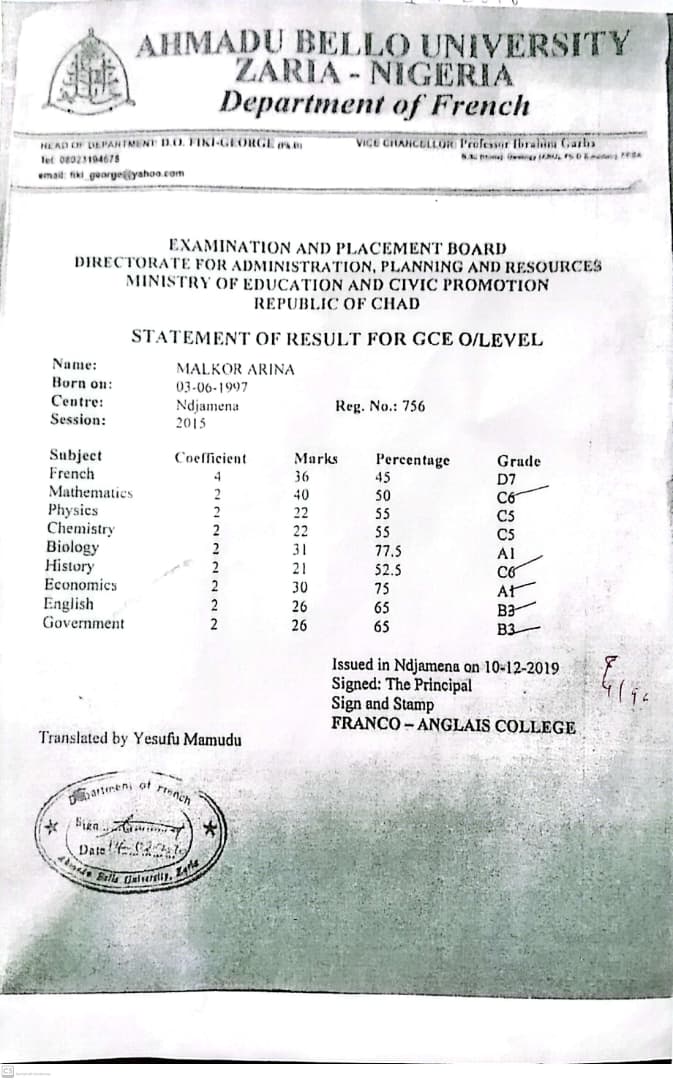 AHMADU BELLO UNIVERSITY
ZARIA - NIGERIA
Department of French
HEAD OF DEPARTMENT: D.O. FIKI-GEORGE (Ph.D) VICE CHANCELLOR: Professor Ibrahim Garba
Tel: 08023194678
email: fiki_george@yahoo.com
EXAMINATION AND PLACEMENT BOARD
DIRECTORATE FOR ADMINISTRATION, PLANNING AND RESOURCES
MINISTRY OF EDUCATION AND CIVIC PROMOTION
REPUBLIC OF CHAD
STATEMENT OF RESULT FOR GCE O/LEVEL
Name: MALKOR ARINA
Born on: 03-06-1997
Centre: Ndjamena Reg. No.: 756
Session: 2015
Subject Coefficient Marks Percentage Grade
French 4 36 45 D7
Mathematics 2 40 50 C6
Physics 2 22 55 C5
Chemistry 2 22 55 C5
Biology 2 31 77.5 A1
History 2 21 52.5 C6
Economics 2 30 75 A1
English 2 26 65 B3
Government 2 26 65 B3
Issued in Ndjamena on 10-12-2019
Signed: The Principal
Sign and Stamp
FRANCO – ANGLAIS COLLEGE
Translated by Yesufu Mamudu
Department of French
Sign
Date
Ahmadu Bello University, Zaria